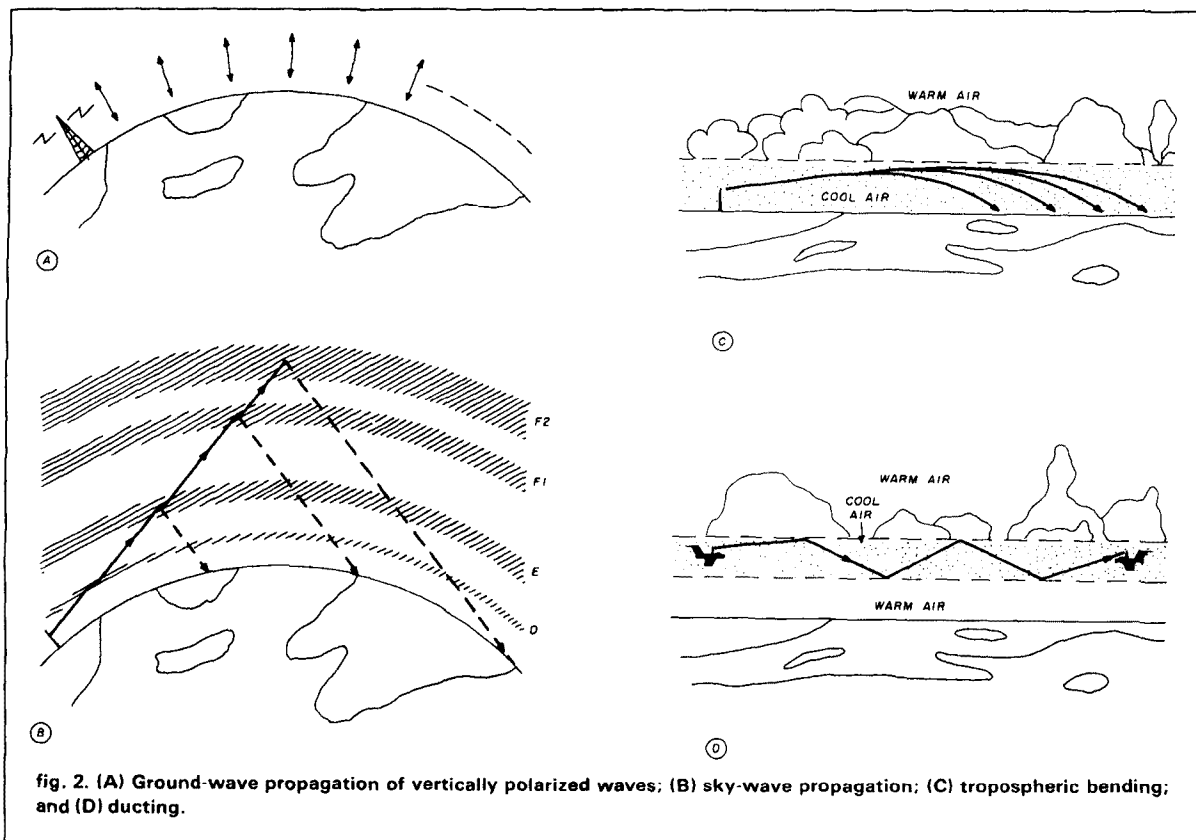 A
WARM AIR
COOL AIR
C
F2
F1
E
D
B
WARM AIR
COOL
AIR
WARM AIR
D
fig. 2. (A) Ground-wave propagation of vertically polarized waves; (B) sky-wave propagation; (C) tropospheric bending;
and (D) ducting.